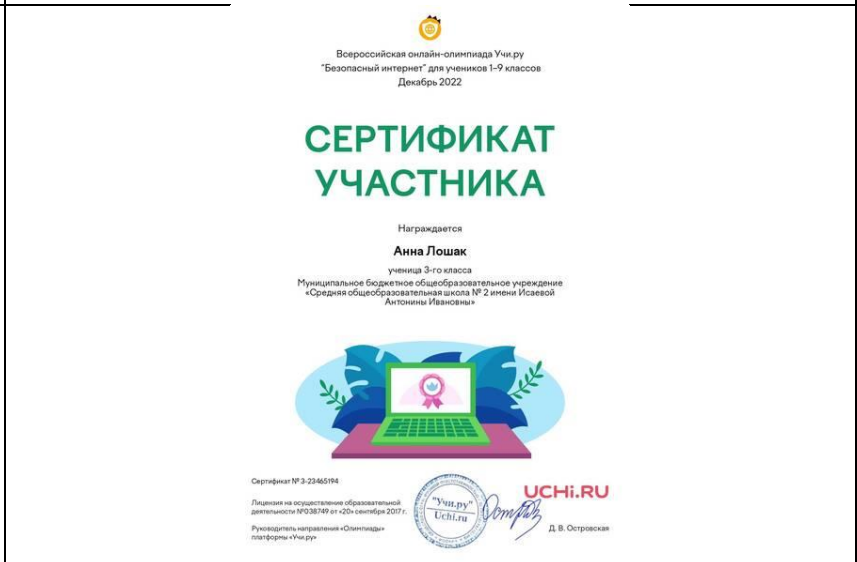 Всероссийская онлайн-олимпиада Учи.ру
"Безопасный интернет" для учеников 1–9 классов
Декабрь 2022
СЕРТИФИКАТ
УЧАСТНИКА
Награждается
Анна Лошак
ученица 3-го класса
Муниципальное бюджетное общеобразовательное учреждение
«Средняя общеобразовательная школа № 2 имени Исаевой
Антонины Ивановны»
Сертификат № 3-23465194
Лицензия на осуществление образовательной
деятельности №038749 от «20» сентября 2017 г.
Руководитель направления «Олимпиады»
платформы «Учи.ру»
"Учи.ру"
Uchi.ru
UCHi.RU
Д. В. Островская